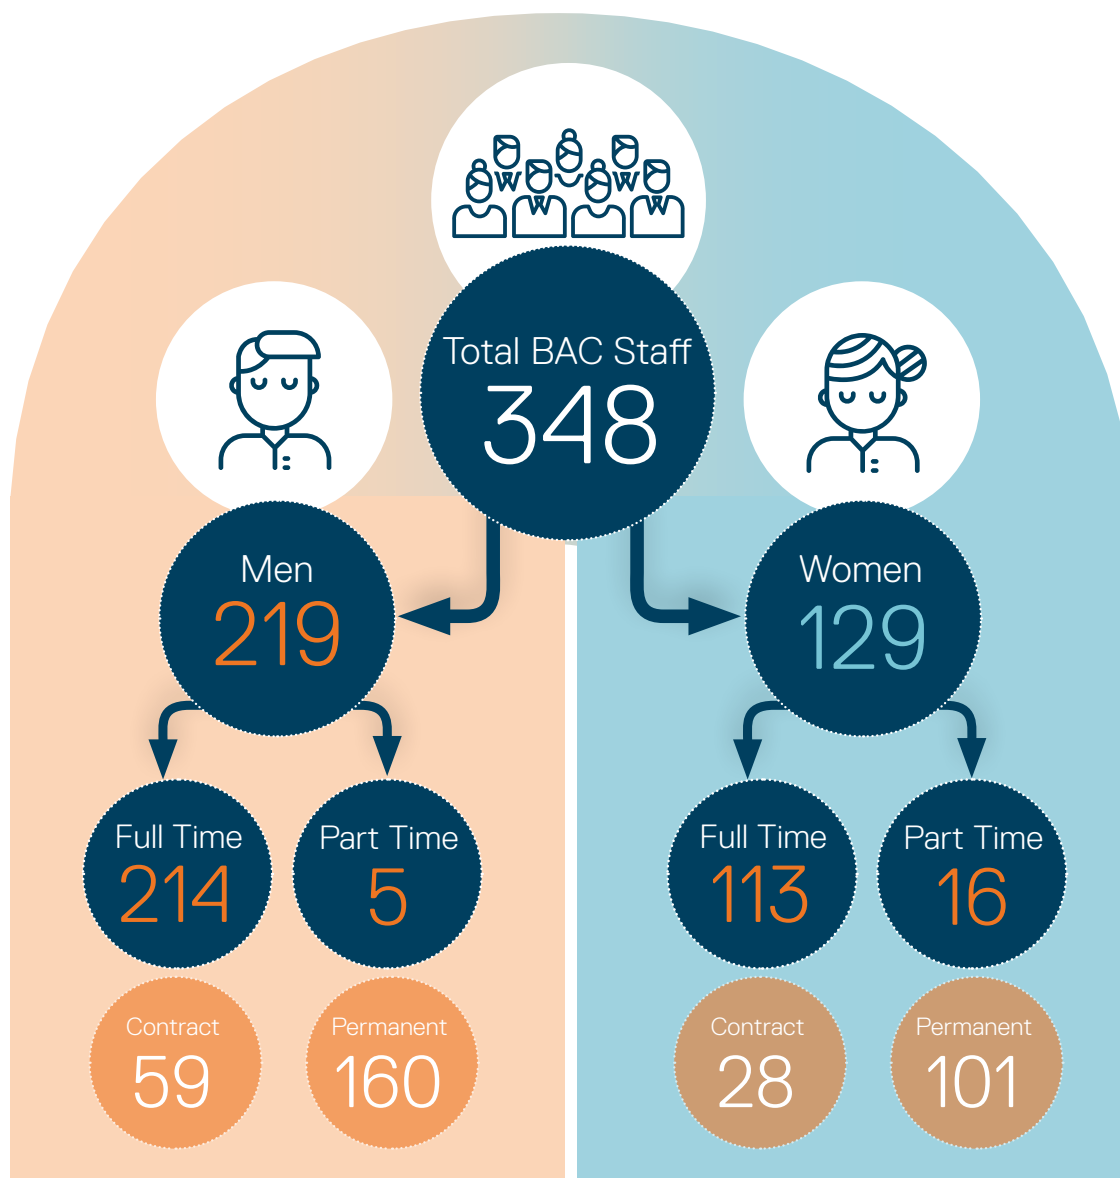 Total BAC Staff
348
Men
219
Women
129
Full Time
214
Part Time
5
Full Time
113
Part Time
16
Contract
59
Permanent
160
Contract
28
Permanent
101